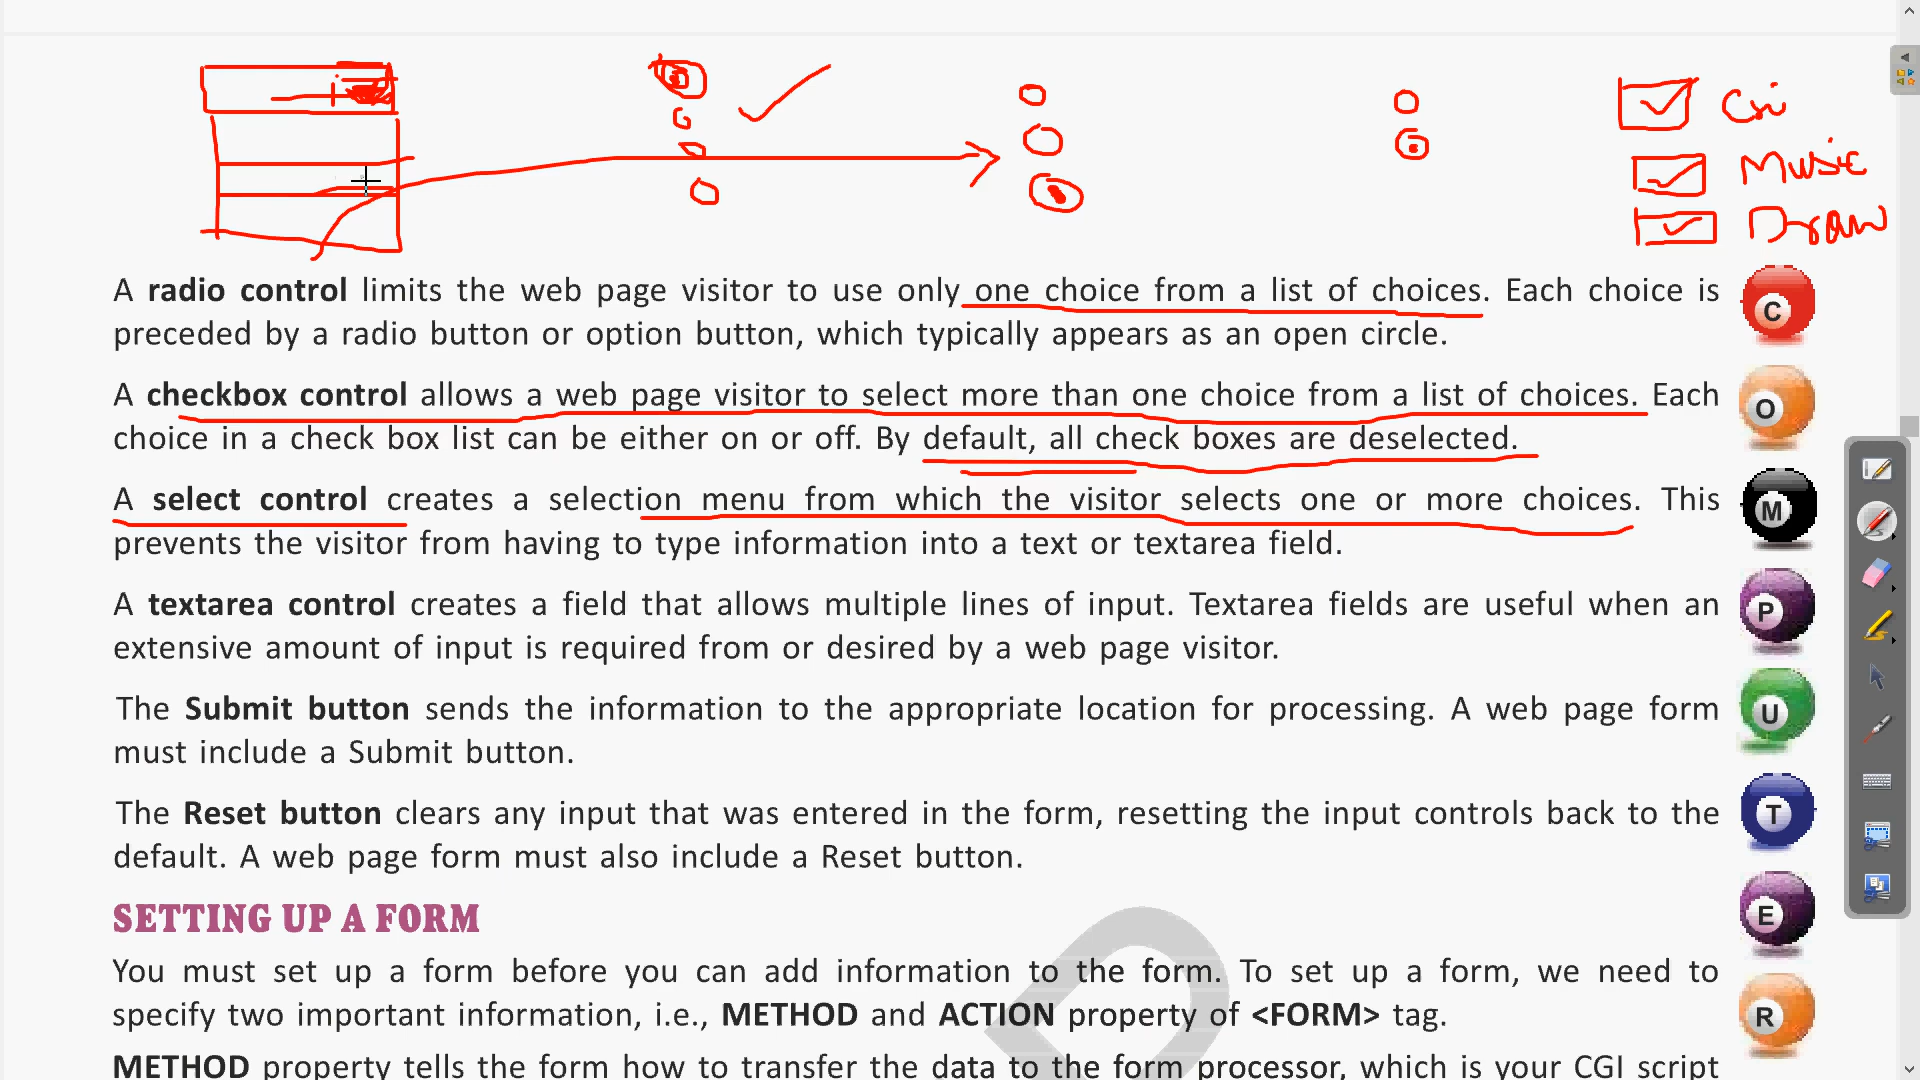 Cri
Music
Draw
A radio control limits the web page visitor to use only one choice from a list of choices. Each choice is
preceded by a radio button or option button, which typically appears as an open circle.
A checkbox control allows a web page visitor to select more than one choice from a list of choices. Each
choice in a check box list can be either on or off. By default, all check boxes are deselected.
A select control creates a selection menu from which the visitor selects one or more choices. This
prevents the visitor from having to type information into a text or textarea field.
A textarea control creates a field that allows multiple lines of input. Textarea fields are useful when an
extensive amount of input is required from or desired by a web page visitor.
The Submit button sends the information to the appropriate location for processing. A web page form
must include a Submit button.
The Reset button clears any input that was entered in the form, resetting the input controls back to the
default. A web page form must also include a Reset button.
SETTING UP A FORM
You must set up a form before you can add information to the form. To set up a form, we need to
specify two important information, i.e., METHOD and ACTION property of <FORM> tag.
METHOD property tells the form how to transfer the data to the form processor, which is your CGI script
C
O
M
P
U
T
E
R